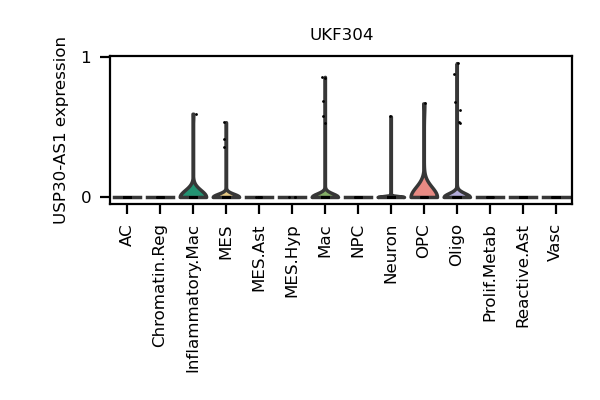 UKF304
USP30-AS1 expression
1
0
AC
Chromatin.Reg
Inflammatory.Mac
MES
MES.Ast
MES.Hyp
Mac
NPC
Neuron
OPC
Oligo
Prolif.Metab
Reactive.Ast
Vasc